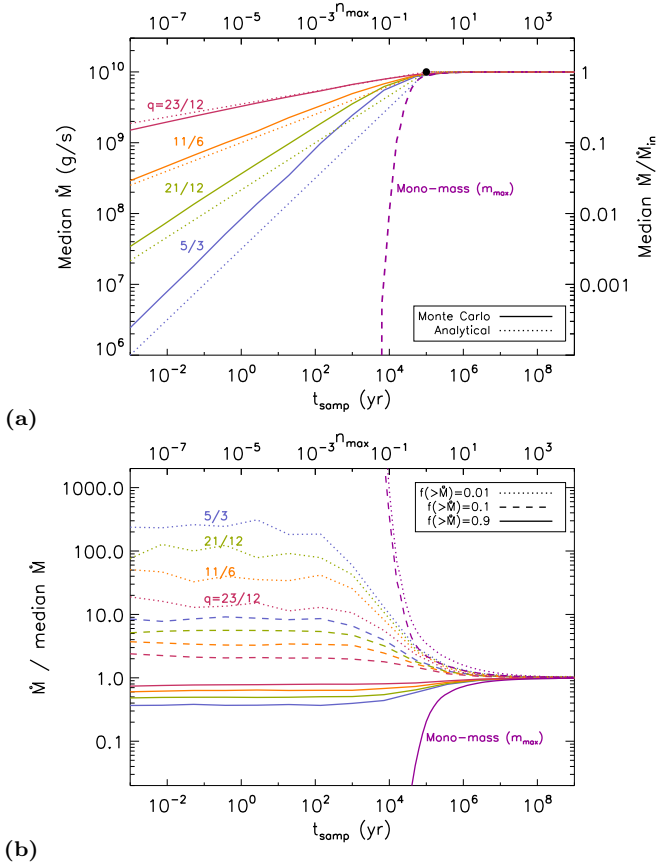 n_max
10^-7 10^-5 10^-3 10^-1 10^1 10^3
10^10 1
10^9 0.1
10^8 0.01
10^7 0.001
10^6
Median Ṁ (g/s)
Median Ṁ/Ṁ_in
q=23/12
11/6
21/12
5/3
Mono-mass (m_max)
Monte Carlo
Analytical
10^-2 10^0 10^2 10^4 10^6 10^8
t_samp (yr)
(a)
n_max
10^-7 10^-5 10^-3 10^-1 10^1 10^3
1000.0
100.0
10.0
1.0
0.1
Ṁ / median Ṁ
f(>Ṁ)=0.01
f(>Ṁ)=0.1
f(>Ṁ)=0.9
5/3
21/12
11/6
q=23/12
Mono-mass (m_max)
10^-2 10^0 10^2 10^4 10^6 10^8
t_samp (yr)
(b)